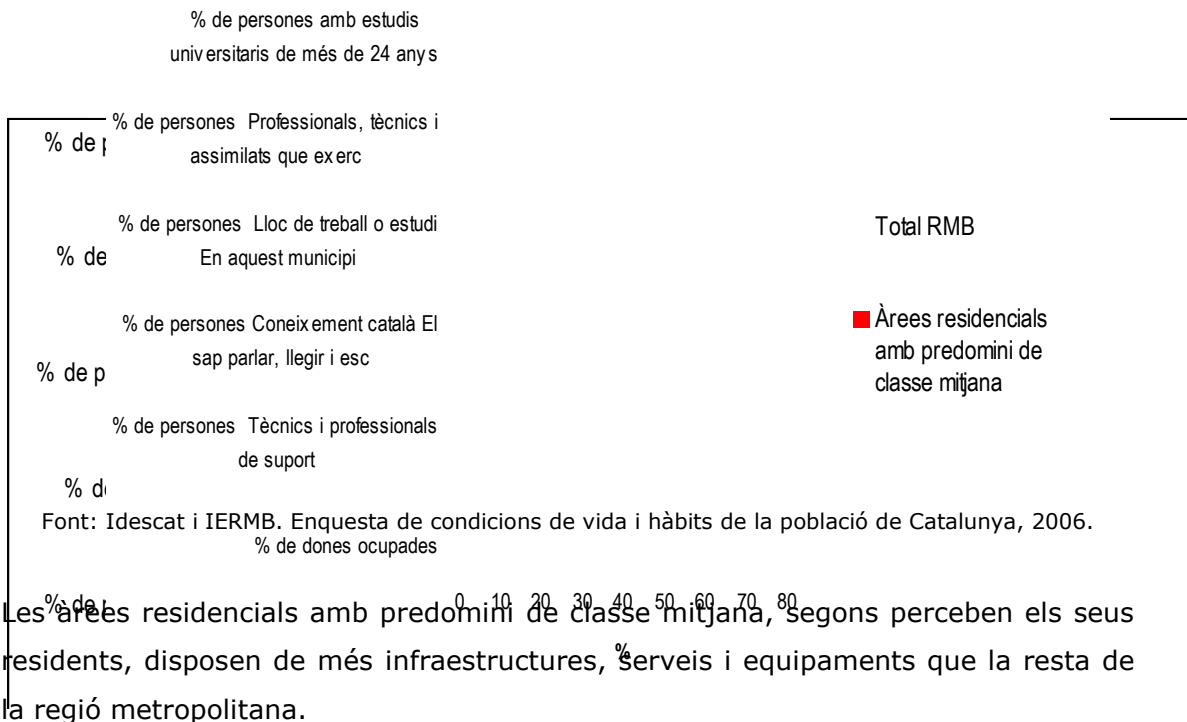 % de persones amb estudis
universitaris de més de 24 anys
% de persones Professionals, tècnics i
assimilats que exerc
% de persones Lloc de treball o estudi
En aquest municipi
% de persones Coneixement català El
sap parlar, llegir i esc
% de persones Tècnics i professionals
de suport
% de dones ocupades
0 10 20 30 40 50 60 70 80
%
Total RMB
Àrees residencials
amb predomini de
classe mitjana
% de p
% de
% de p
% de
% de
Font: Idescat i IERMB. Enquesta de condicions de vida i hàbits de la població de Catalunya, 2006.
Les àrees residencials amb predomini de classe mitjana, segons perceben els seus
residents, disposen de més infraestructures, serveis i equipaments que la resta de
la regió metropolitana.